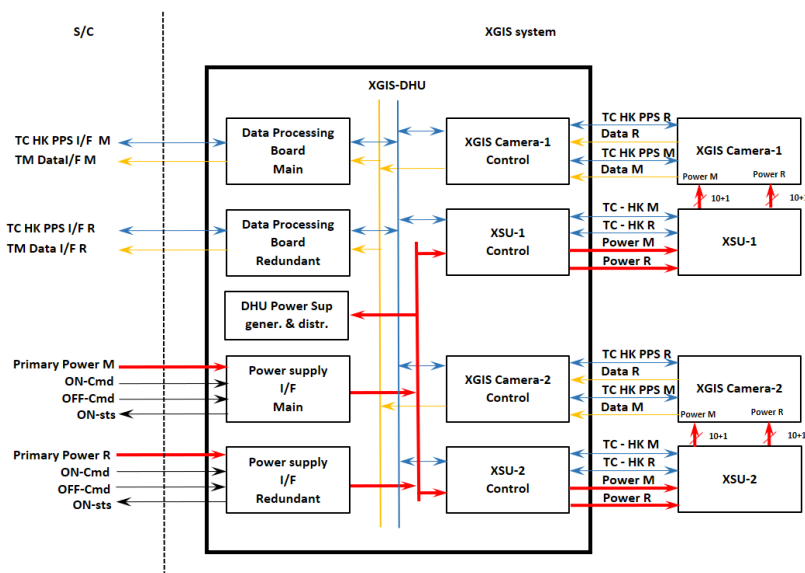 S/C
XGIS system
XGIS-DHU
TC HK PPS I/F M
TM DataI/F M
Data Processing
Board
Main
XGIS Camera-1
Control
TC HK PPS R
Data R
TC HK PPS M
Data M
XGIS Camera-1
Power M
Power R
10+1
10+1
TC HK PPS I/F R
TM Data I/F R
Data Processing
Board
Redundant
XSU-1
Control
TC - HK M
TC - HK R
Power M
Power R
XSU-1
DHU Power Sup
gener. & distr.
Primary Power M
ON-Cmd
OFF-Cmd
ON-sts
Power supply
I/F
Main
XGIS Camera-2
Control
TC HK PPS R
Data R
TC HK PPS M
Data M
XGIS Camera-2
Power M
Power R
10+1
10+1
Primary Power R
ON-Cmd
OFF-Cmd
ON-sts
Power supply
I/F
Redundant
XSU-2
Control
TC - HK M
TC - HK R
Power M
Power R
XSU-2